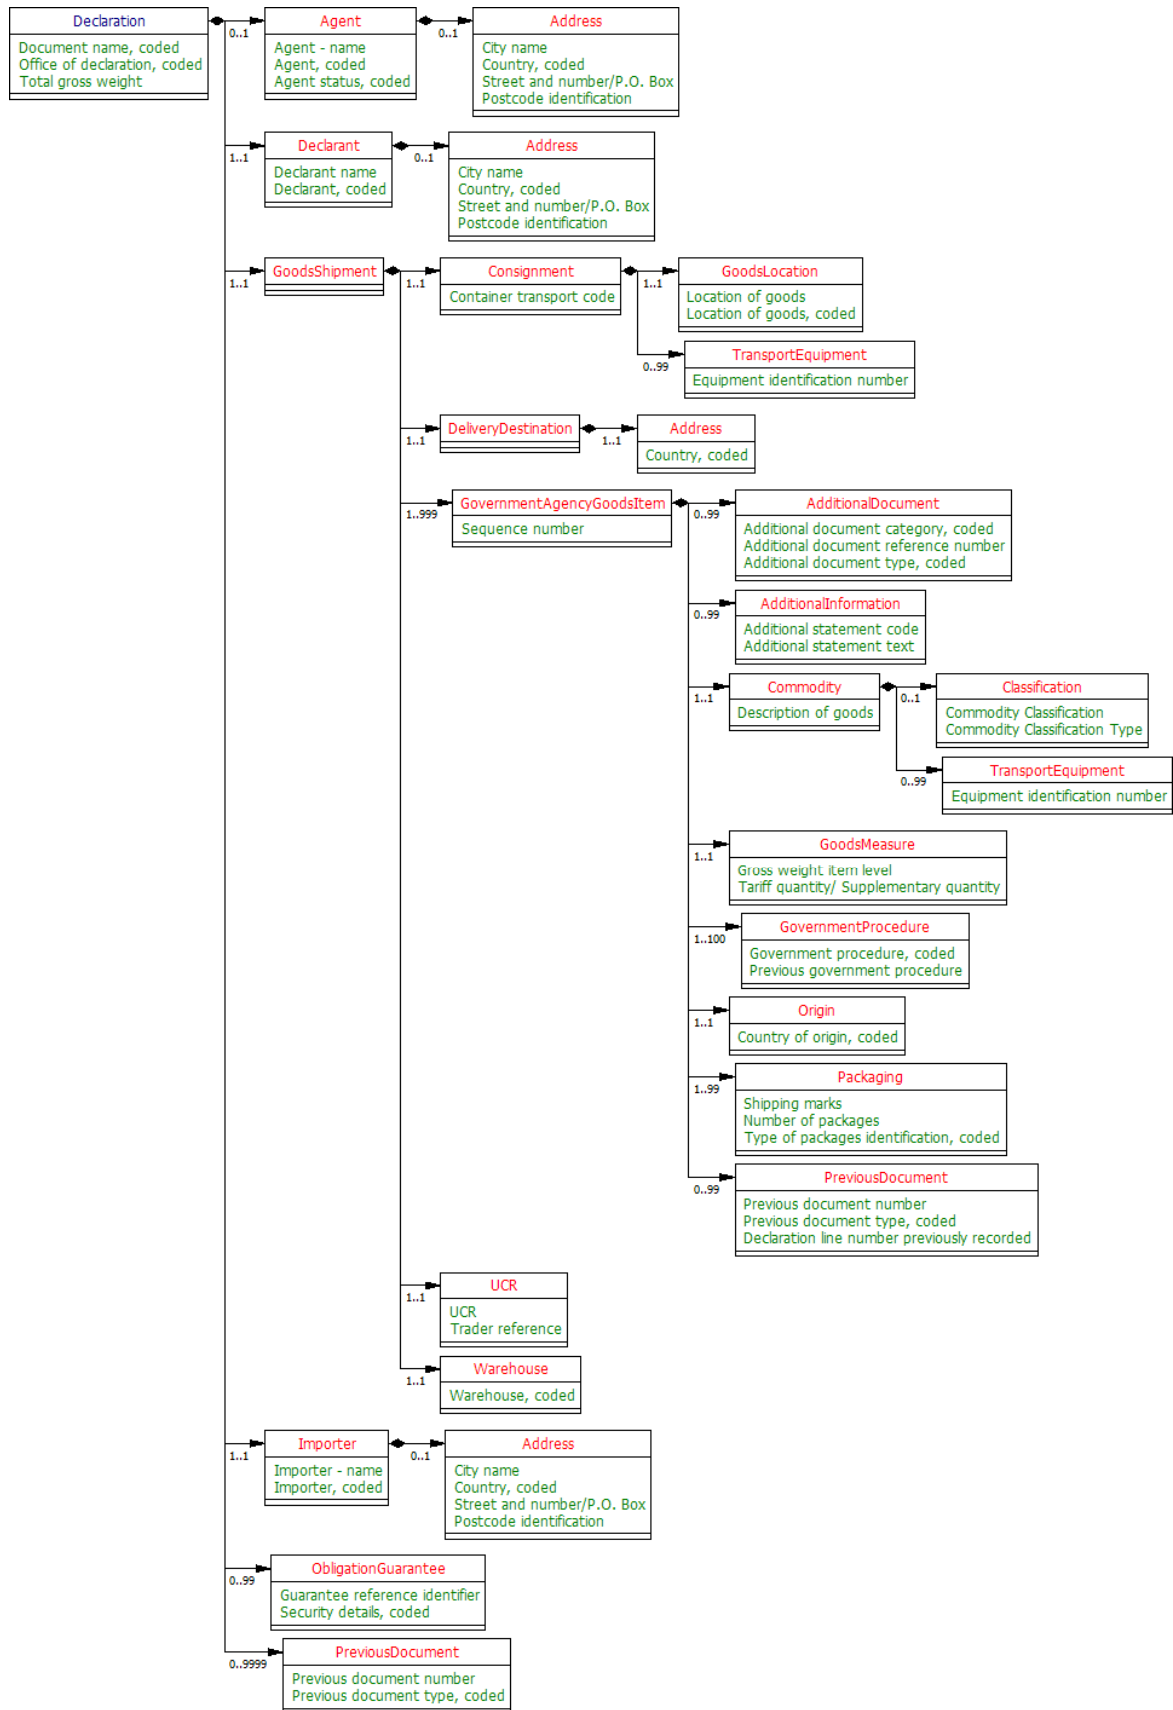 Declaration
Document name, coded
Office of declaration, coded
Total gross weight
0..1
Agent
Agent - name
Agent, coded
Agent status, coded
0..1
Address
City name
Country, coded
Street and number/P.O. Box
Postcode identification
1..1
Declarant
Declarant name
Declarant, coded
0..1
Address
City name
Country, coded
Street and number/P.O. Box
Postcode identification
1..1
GoodsShipment
1..1
Consignment
Container transport code
1..1
GoodsLocation
Location of goods
Location of goods, coded
0..99
TransportEquipment
Equipment identification number
1..1
DeliveryDestination
1..1
Address
Country, coded
1..999
GovernmentAgencyGoodsItem
Sequence number
0..99
AdditionalDocument
Additional document category, coded
Additional document reference number
Additional document type, coded
0..99
AdditionalInformation
Additional statement code
Additional statement text
1..1
Commodity
Description of goods
0..1
Classification
Commodity Classification
Commodity Classification Type
0..99
TransportEquipment
Equipment identification number
1..1
GoodsMeasure
Gross weight item level
Tariff quantity/ Supplementary quantity
1..100
GovernmentProcedure
Government procedure, coded
Previous government procedure
1..1
Origin
Country of origin, coded
1..99
Packaging
Shipping marks
Number of packages
Type of packages identification, coded
0..99
PreviousDocument
Previous document number
Previous document type, coded
Declaration line number previously recorded
1..1
UCR
UCR
Trader reference
1..1
Warehouse
Warehouse, coded
1..1
Importer
Importer - name
Importer, coded
0..1
Address
City name
Country, coded
Street and number/P.O. Box
Postcode identification
0..99
ObligationGuarantee
Guarantee reference identifier
Security details, coded
0..9999
PreviousDocument
Previous document number
Previous document type, coded